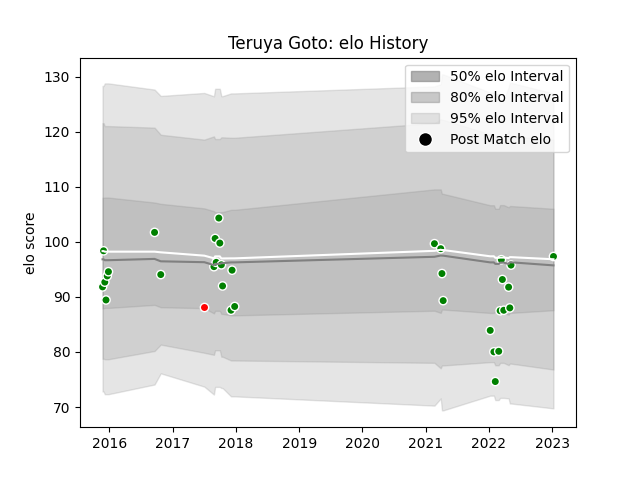 Teruya Goto: elo History
50% elo Interval
80% elo Interval
95% elo Interval
Post Match elo
elo score
130
120
110
100
90
80
70
2016 2017 2018 2019 2020 2021 2022 2023